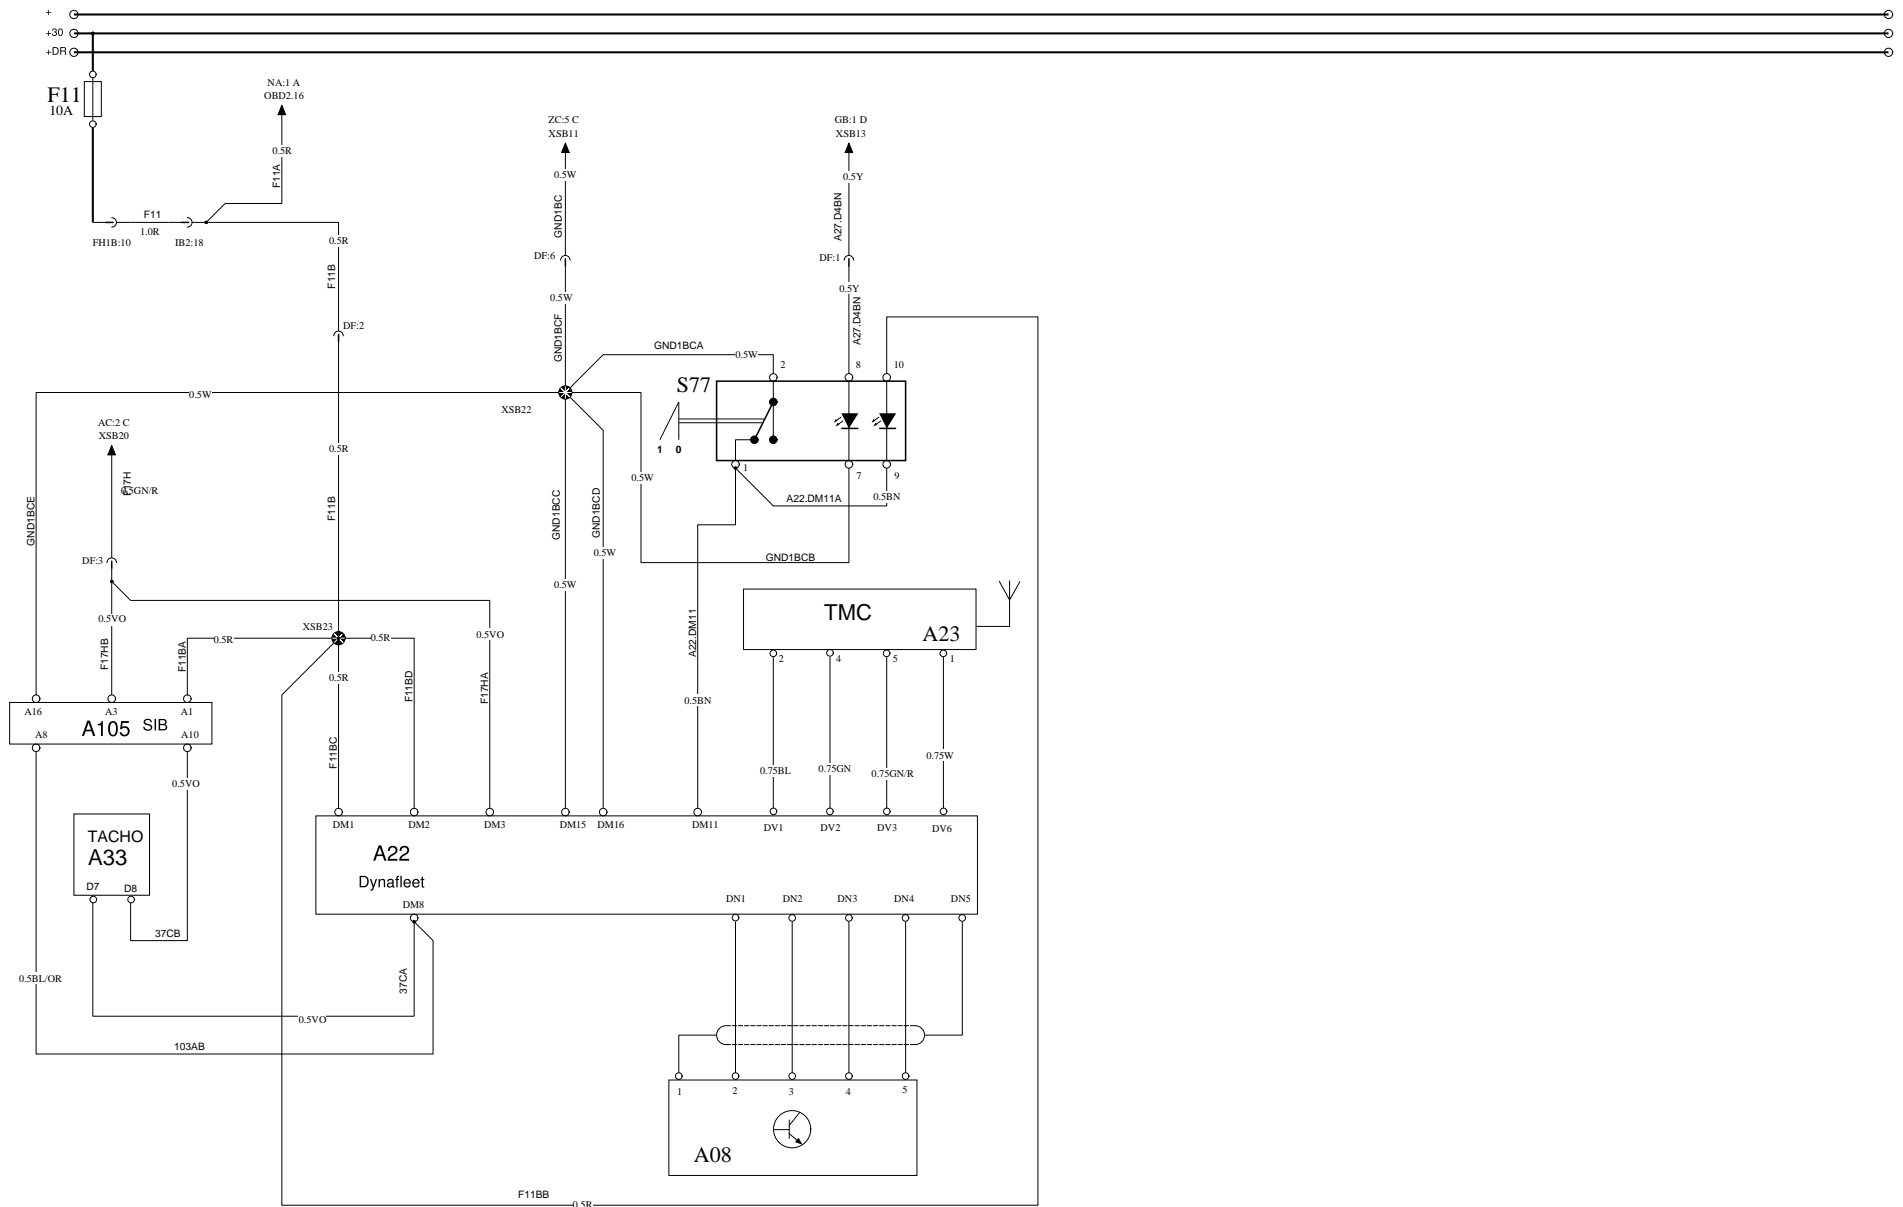 +
+30
+DR
F11
10A
NA:1 A
OBD2.16
0.5R
F11A
F11
1.0R
FH1B:10
IB2:18
0.5R
F11B
DF:2
0.5R
F11B
ZC:5 C
XSB11
0.5W
GND1BC
DF:6
0.5W
GND1BCF
GB:1 D
XSB13
0.5Y
A27.D4BN
DF:1
0.5Y
A27.D4BN
GND1BCA
0.5W
2
8
10
S77
1 0
1
7
9
A22.DM11A
0.5BN
0.5W
XSB22
0.5W
GND1BCB
GND1BCC
0.5W
GND1BCD
0.5W
AC:2 C
XSB20
F17H
0.5GN/R
GND1BCE
DF:3
0.5VO
F17HB
F11BA
0.5R
XSB23
0.5R
0.5R
F11BD
F11BC
0.5VO
F17HA
A22.DM11
0.5BN
TMC
A23
2
4
5
1
0.75BL
0.75GN
0.75GN/R
0.75W
A16
A3
A1
A105
SIB
A8
A10
0.5VO
TACHO
A33
D7
D8
37CB
0.5BL/OR
DM1
DM2
DM3
DM15
DM16
DM11
DV1
DV2
DV3
DV6
A22
Dynafleet
DM8
DN1
DN2
DN3
DN4
DN5
37CA
0.5VO
103AB
1
2
3
4
5
A08
F11BB
0.5R